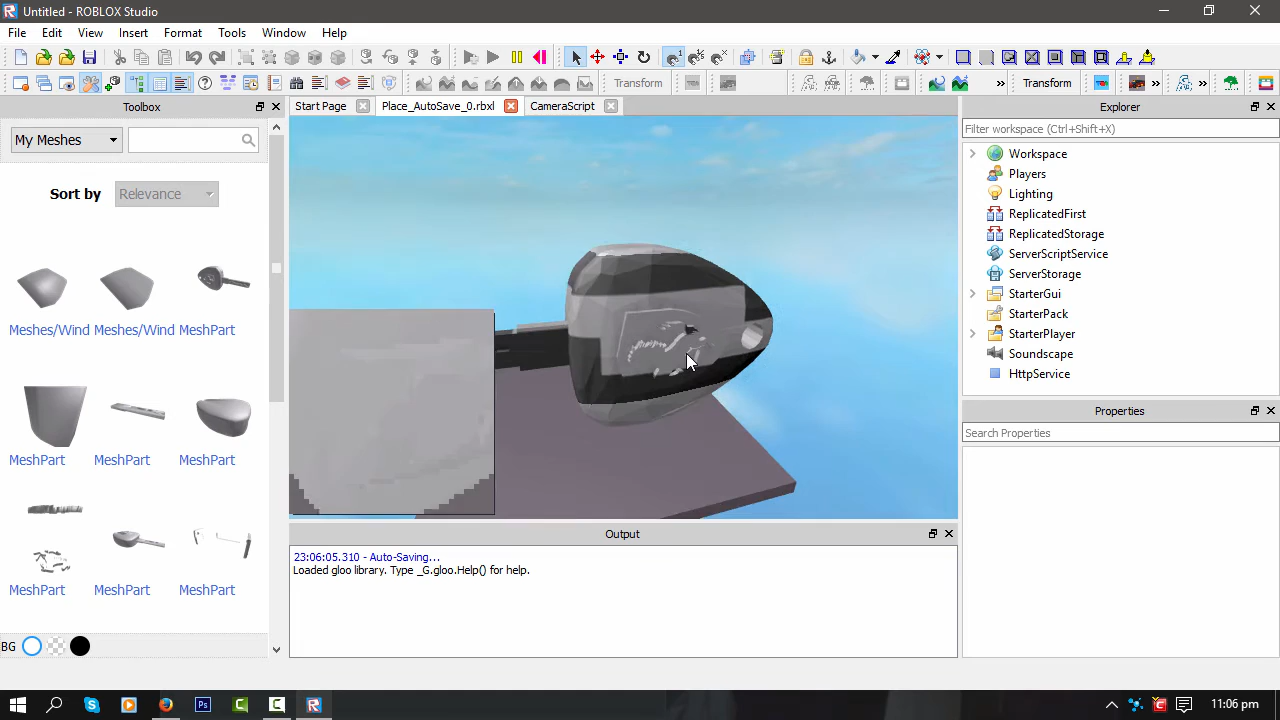 Untitled - ROBLOX Studio
File Edit View Insert Format Tools Window Help
Transform Transform
Toolbox
My Meshes
Sort by Relevance
Meshes/Wind Meshes/Wind MeshPart
MeshPart MeshPart MeshPart
MeshPart MeshPart MeshPart
BG
Start Page Place_AutoSave_0.rbxl CameraScript
Output
23:06:05.310 - Auto-Saving...
Loaded gloo library. Type _G.gloo.Help() for help.
Explorer
Filter workspace (Ctrl+Shift+X)
Workspace
Players
Lighting
ReplicatedFirst
ReplicatedStorage
ServerScriptService
ServerStorage
StarterGui
StarterPack
StarterPlayer
Soundscape
HttpService
Properties
Search Properties
11:06 pm